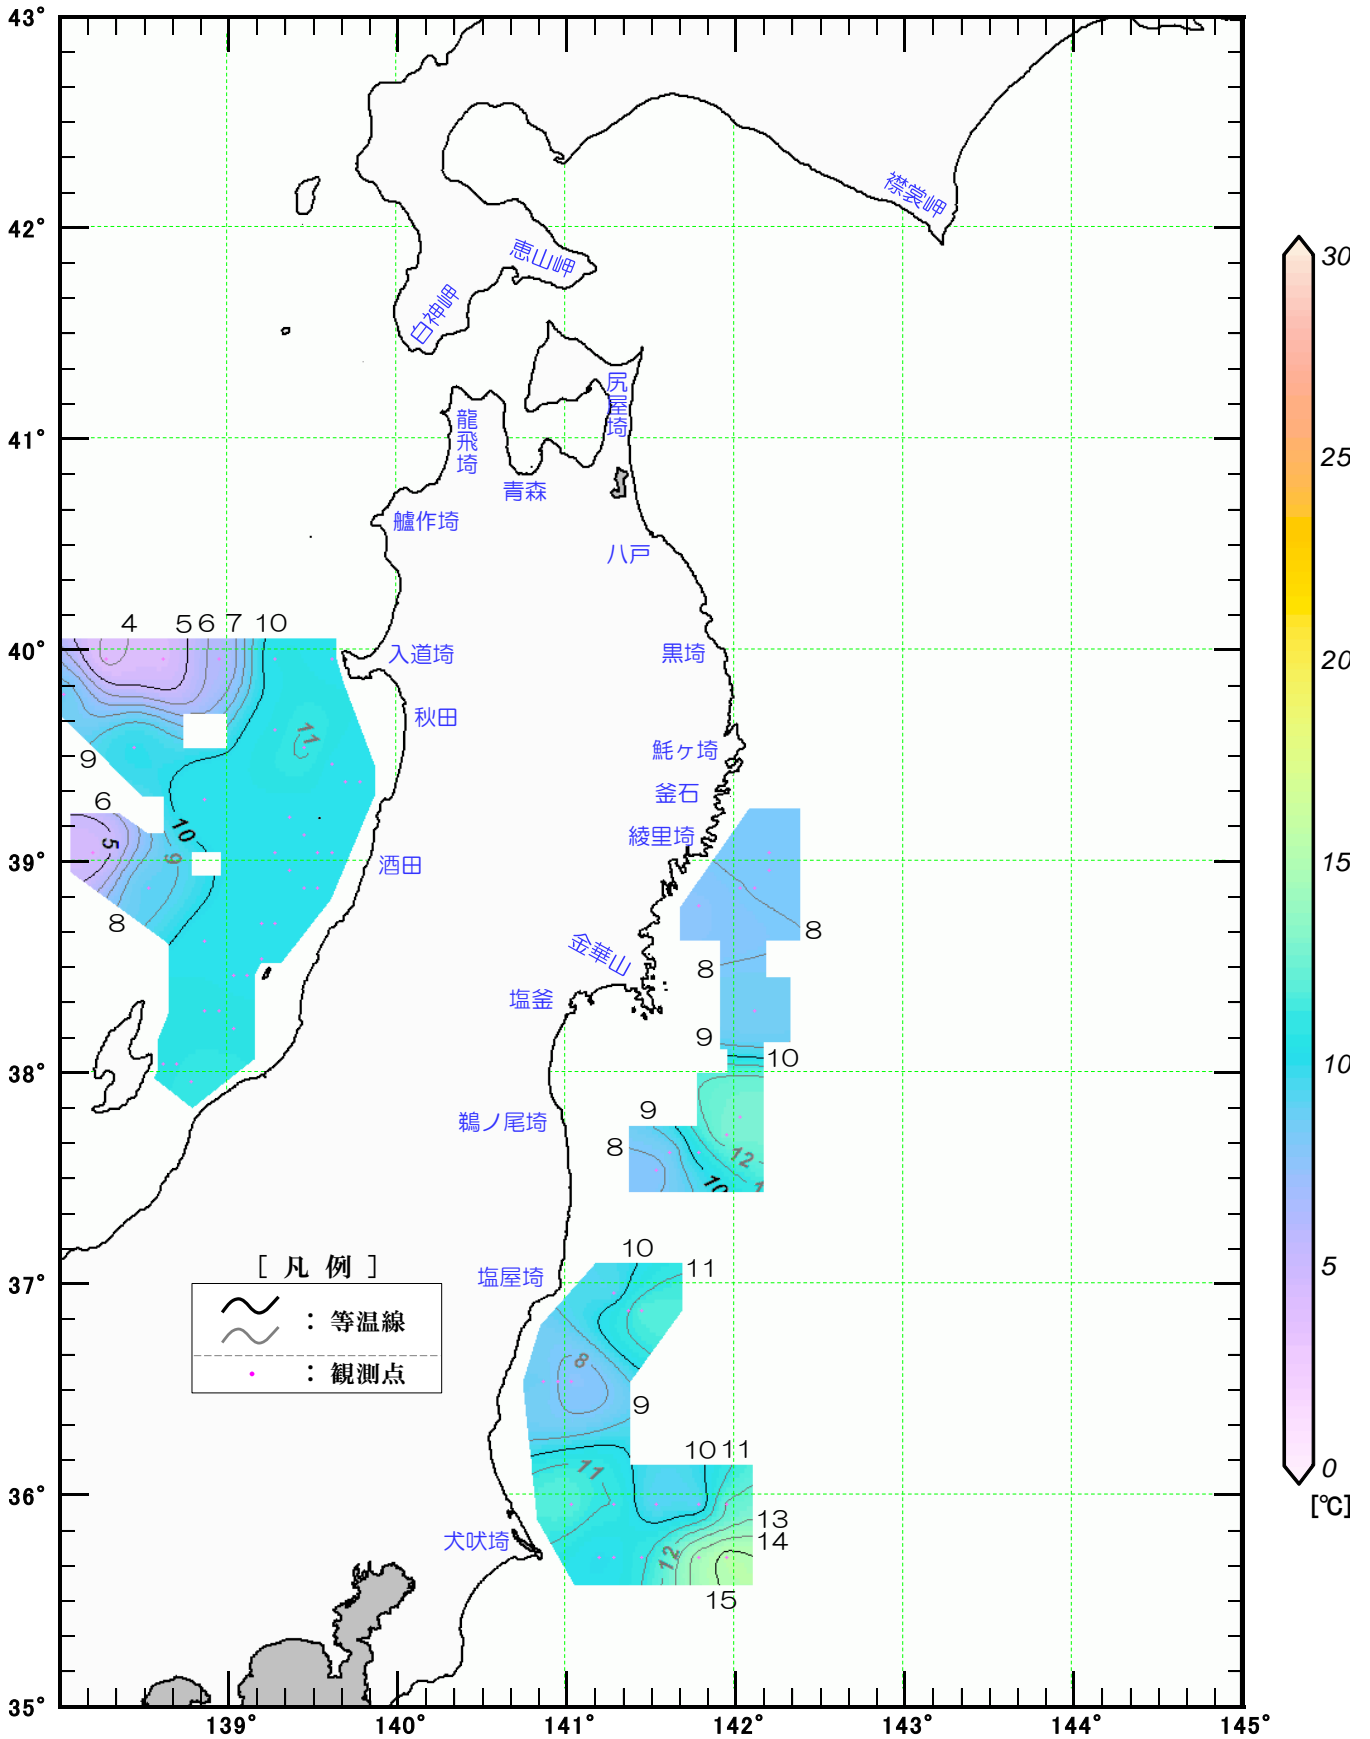 43°
42°
41°
40°
39°
38°
37°
36°
35°
139°
140°
141°
142°
143°
144°
145°
襟裳岬
恵山岬
白神岬
尻屋埼
龍飛埼
青森
艫作埼
八戸
4
5
6
7
10
入道埼
黒埼
秋田
11
魹ヶ埼
9
釜石
6
綾里埼
10
5
9
酒田
8
8
金華山
8
塩釜
9
10
9
鵜ノ尾埼
8
12
10
1
10
塩屋埼
11
8
9
10
11
11
13
犬吠埼
14
12
15
[ 凡 例 ]
: 等温線
: 観測点
30
25
20
15
10
5
0
[℃]